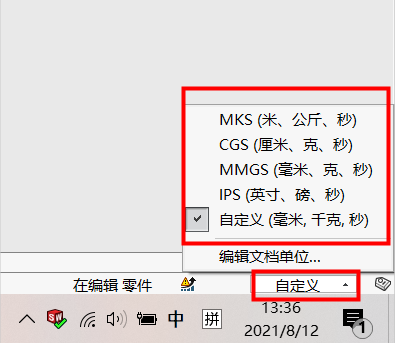 MKS (米、公斤、秒)
CGS (厘米、克、秒)
MMGS (毫米、克、秒)
IPS (英寸、磅、秒)
自定义 (毫米, 千克, 秒)
编辑文档单位...
在编辑 零件
自定义
中
拼
13:36
2021/8/12
1